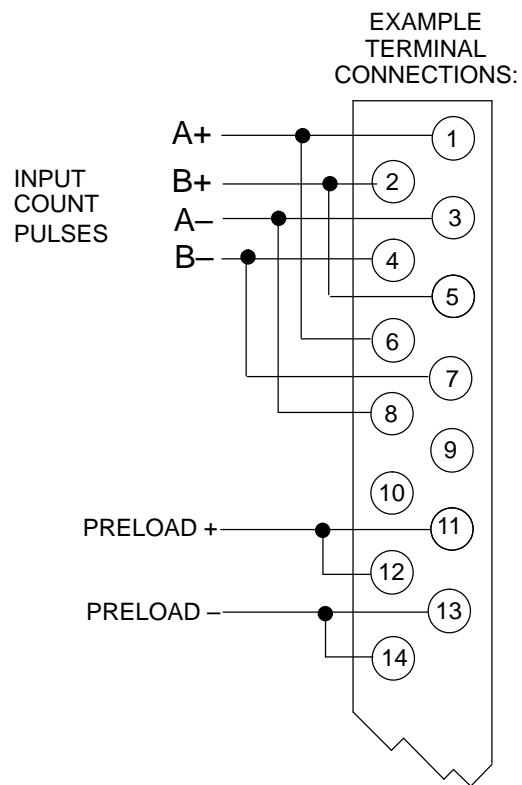 EXAMPLE
TERMINAL
CONNECTIONS:
INPUT
COUNT
PULSES
A+
B+
A–
B–
1
2
3
4
5
6
7
8
9
10
PRELOAD +
11
12
PRELOAD –
13
14